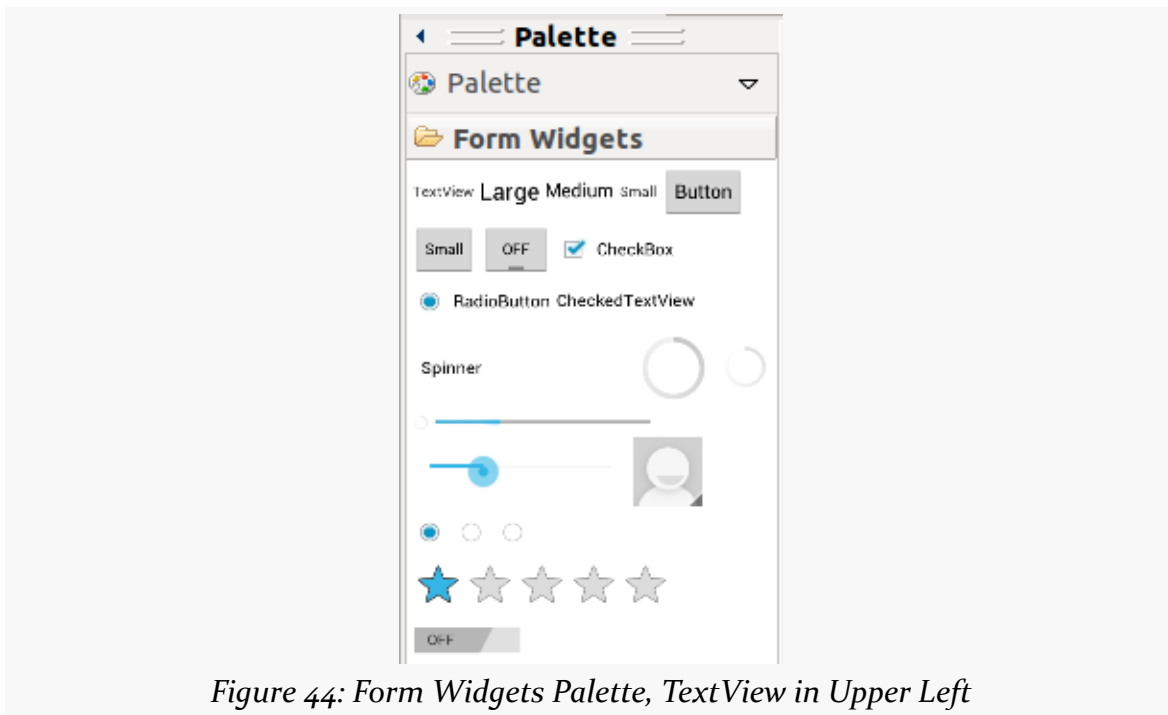 Palette
Palette
Form Widgets
TextView Large Medium Small Button
Small OFF CheckBox
RadioButton CheckedTextView
Spinner
OFF
Figure 44: Form Widgets Palette, TextView in Upper Left